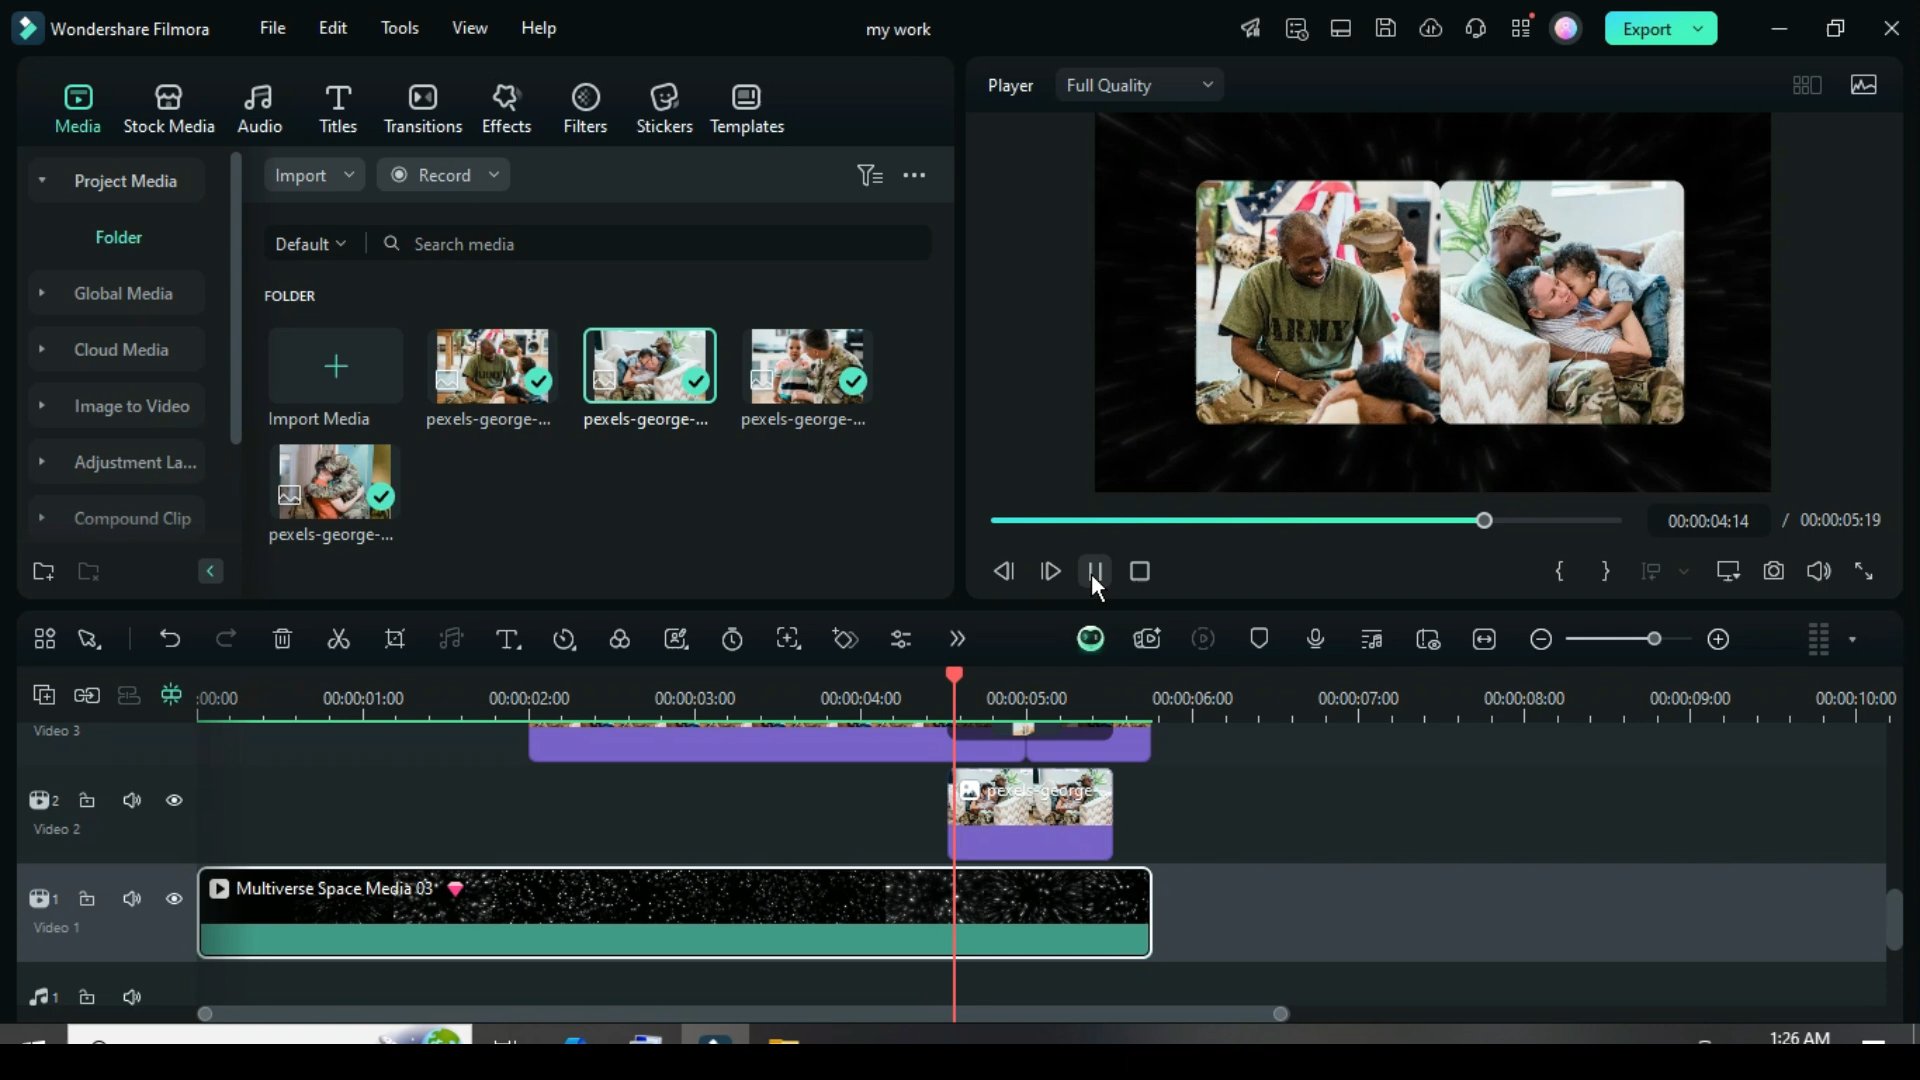 Wondershare Filmora
File Edit Tools View Help
my work
Export
Media Stock Media Audio Titles Transitions Effects Filters Stickers Templates
Player Full Quality
Project Media
Folder
Global Media
Cloud Media
Image to Video
Adjustment La...
Compound Clip
Import Record
Default Search media
FOLDER
Import Media pexels-george-... pexels-george-... pexels-george-...
pexels-george-...
ARMY
00:00:04:14 / 00:00:05:19
:00:00 00:00:01:00 00:00:02:00 00:00:03:00 00:00:04:00 00:00:05:00 00:00:06:00 00:00:07:00 00:00:08:00 00:00:09:00 00:00:10:00
Video 3
2
pexels-george-...
Video 2
Multiverse Space Media 03
1
Video 1
1
1:26 AM